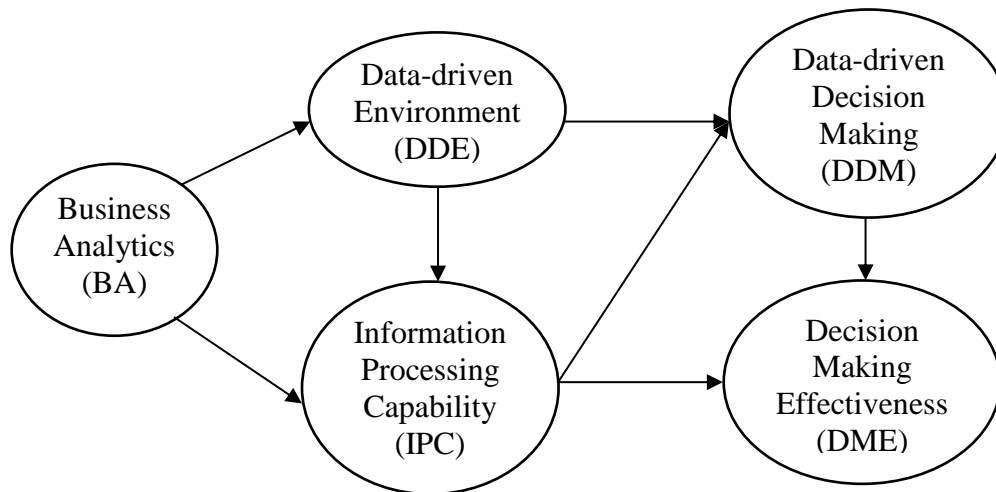 Data-driven
Environment
(DDE)
Data-driven
Decision
Making
(DDM)
Business
Analytics
(BA)
Information
Processing
Capability
(IPC)
Decision
Making
Effectiveness
(DME)